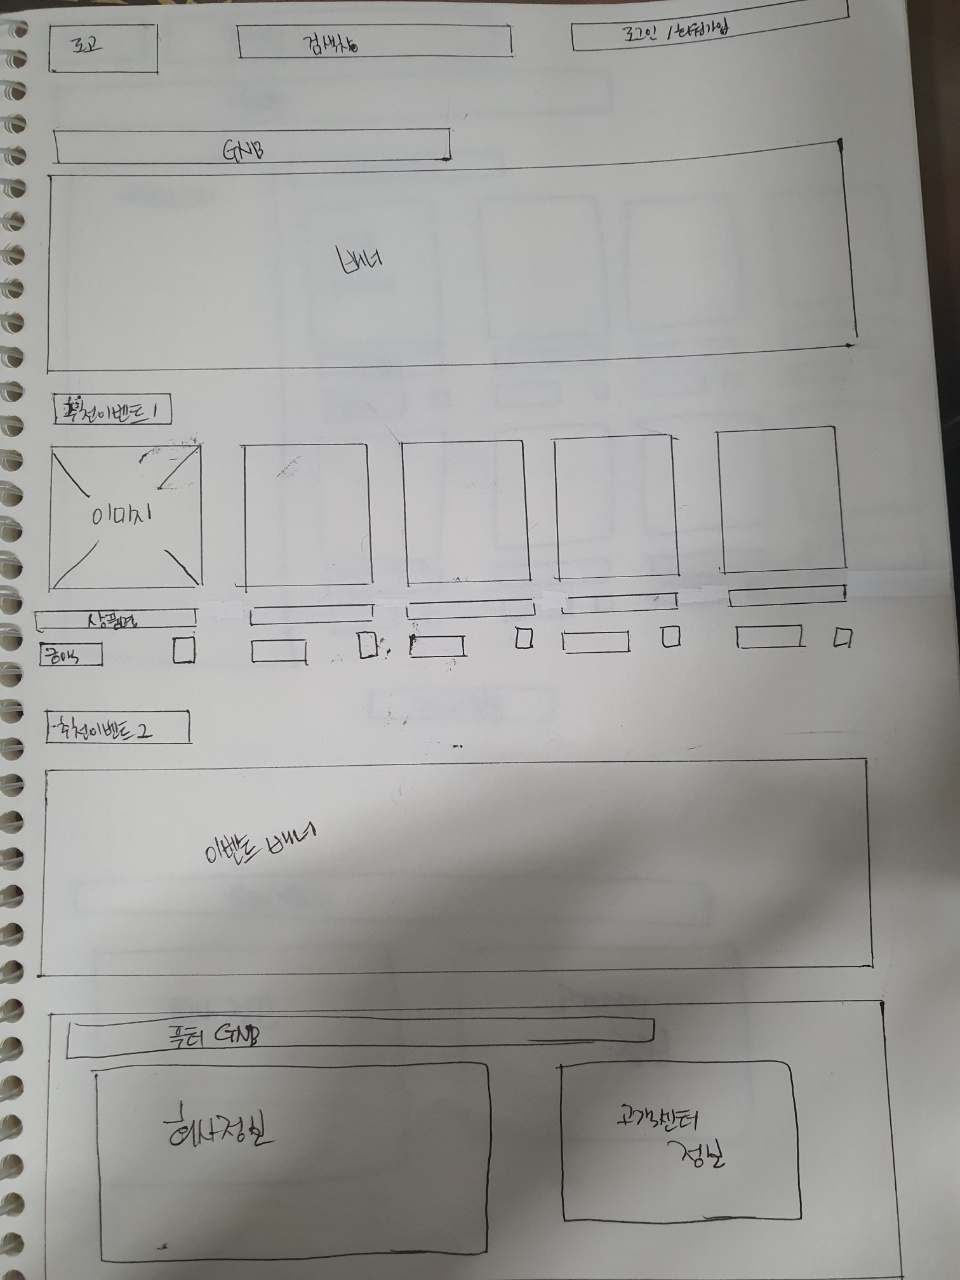 로고
검색창
로그인 / 회원가입
GNB
배너
추천이벤트 1
이미지
상품명
금액
추천이벤트 2
이벤트 배너
푸터 GNB
회사정보
고객센터
정보